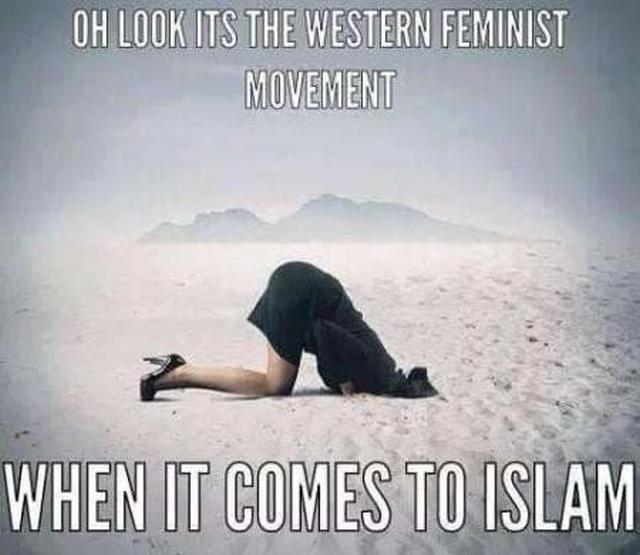 OH LOOK ITS THE WESTERN FEMINIST
MOVEMENT
WHEN IT COMES TO ISLAM